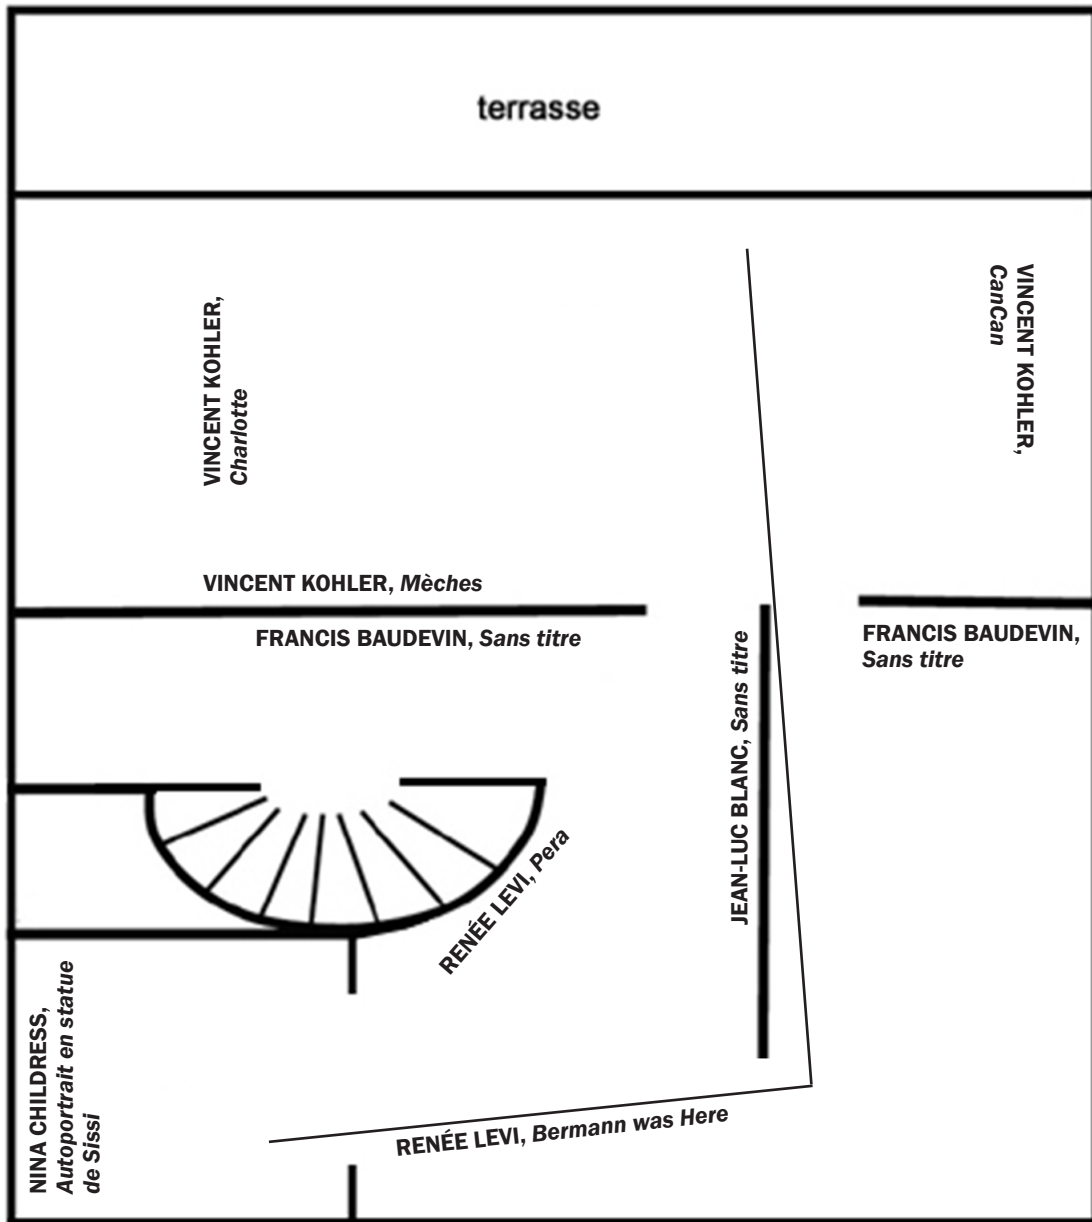 terrasse
VINCENT KOHLER,
Charlotte
VINCENT KOHLER,
CanCan
VINCENT KOHLER, Mèches
FRANCIS BAUDEVIN, Sans titre
FRANCIS BAUDEVIN,
Sans titre
JEAN-LUC BLANC, Sans titre
RENÉE LEVI, Pera
NINA CHILDRESS,
Autoportrait en statue
de Sissi
RENÉE LEVI, Bermann was Here